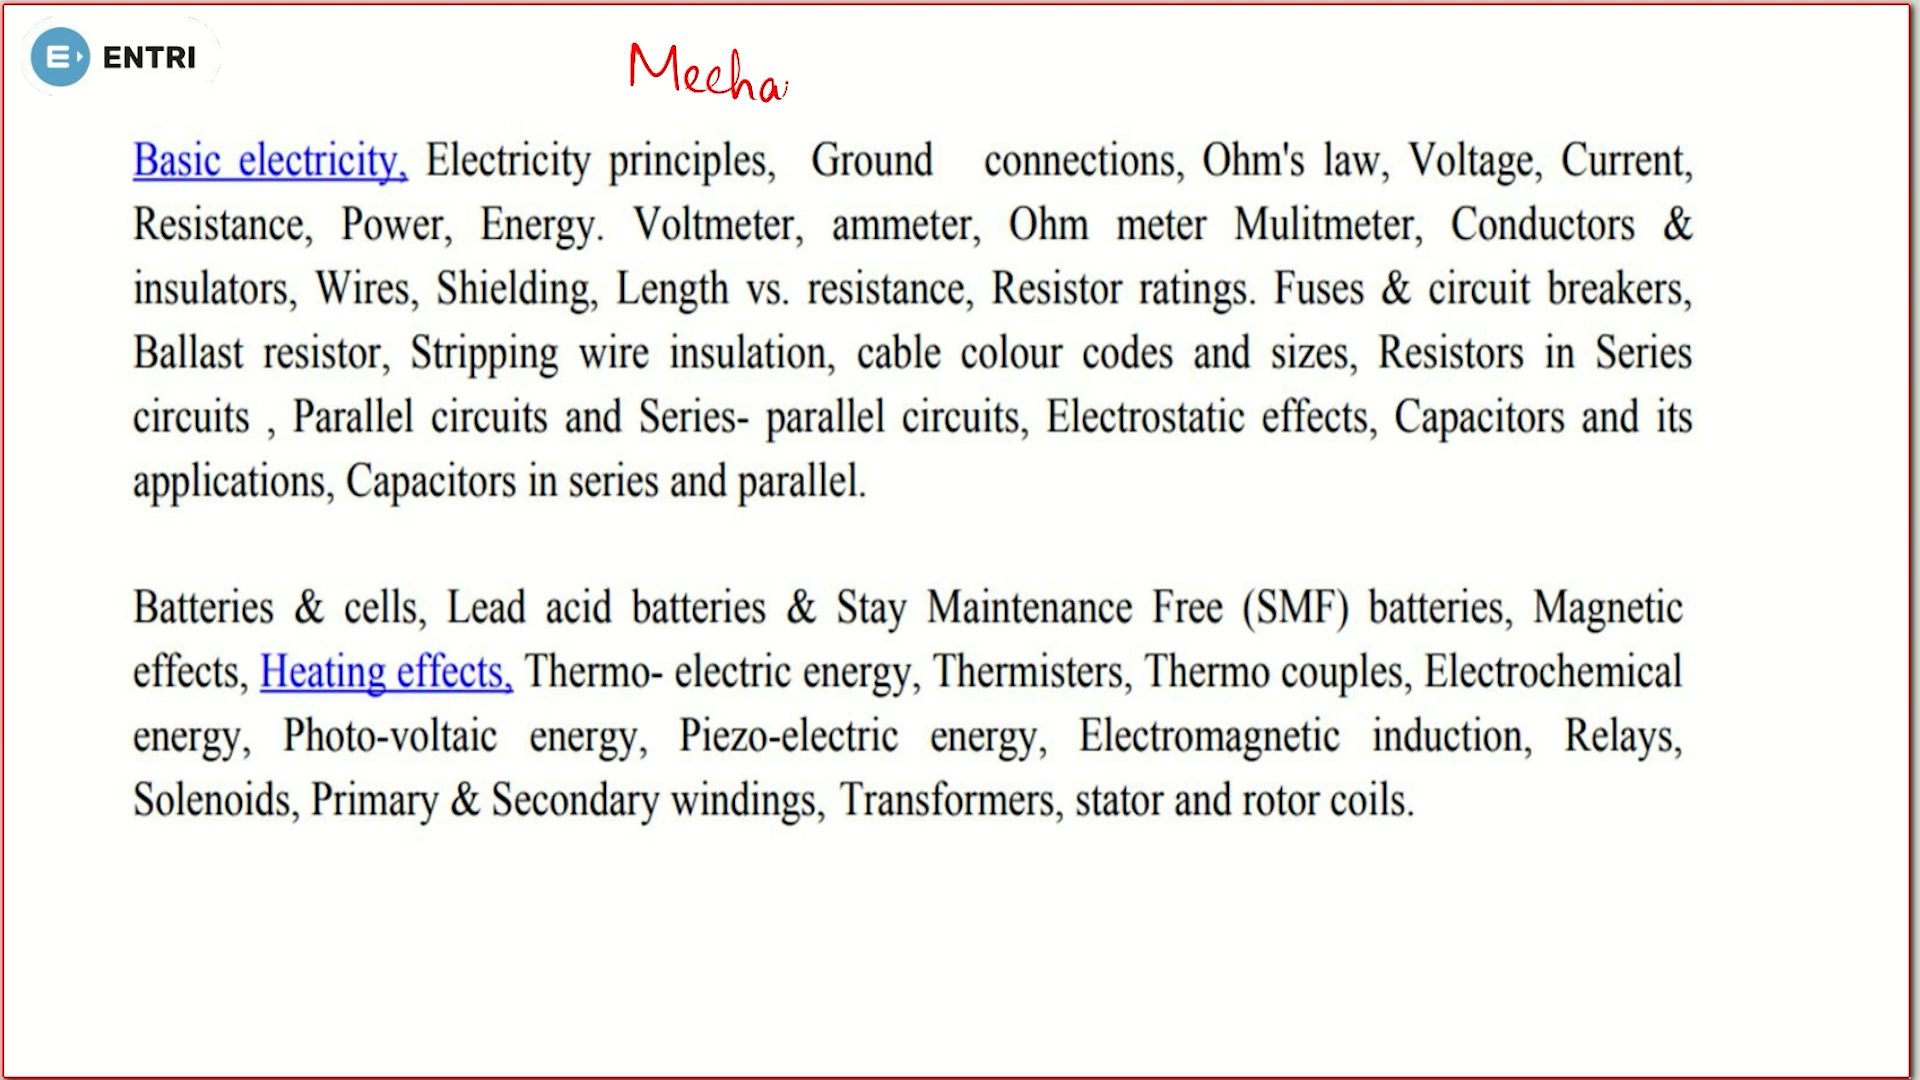 E ENTRI
Mecha
Basic electricity, Electricity principles, Ground connections, Ohm's law, Voltage, Current,
Resistance, Power, Energy. Voltmeter, ammeter, Ohm meter Mulitmeter, Conductors &
insulators, Wires, Shielding, Length vs. resistance, Resistor ratings. Fuses & circuit breakers,
Ballast resistor, Stripping wire insulation, cable colour codes and sizes, Resistors in Series
circuits , Parallel circuits and Series- parallel circuits, Electrostatic effects, Capacitors and its
applications, Capacitors in series and parallel.
Batteries & cells, Lead acid batteries & Stay Maintenance Free (SMF) batteries, Magnetic
effects, Heating effects, Thermo- electric energy, Thermisters, Thermo couples, Electrochemical
energy, Photo-voltaic energy, Piezo-electric energy, Electromagnetic induction, Relays,
Solenoids, Primary & Secondary windings, Transformers, stator and rotor coils.